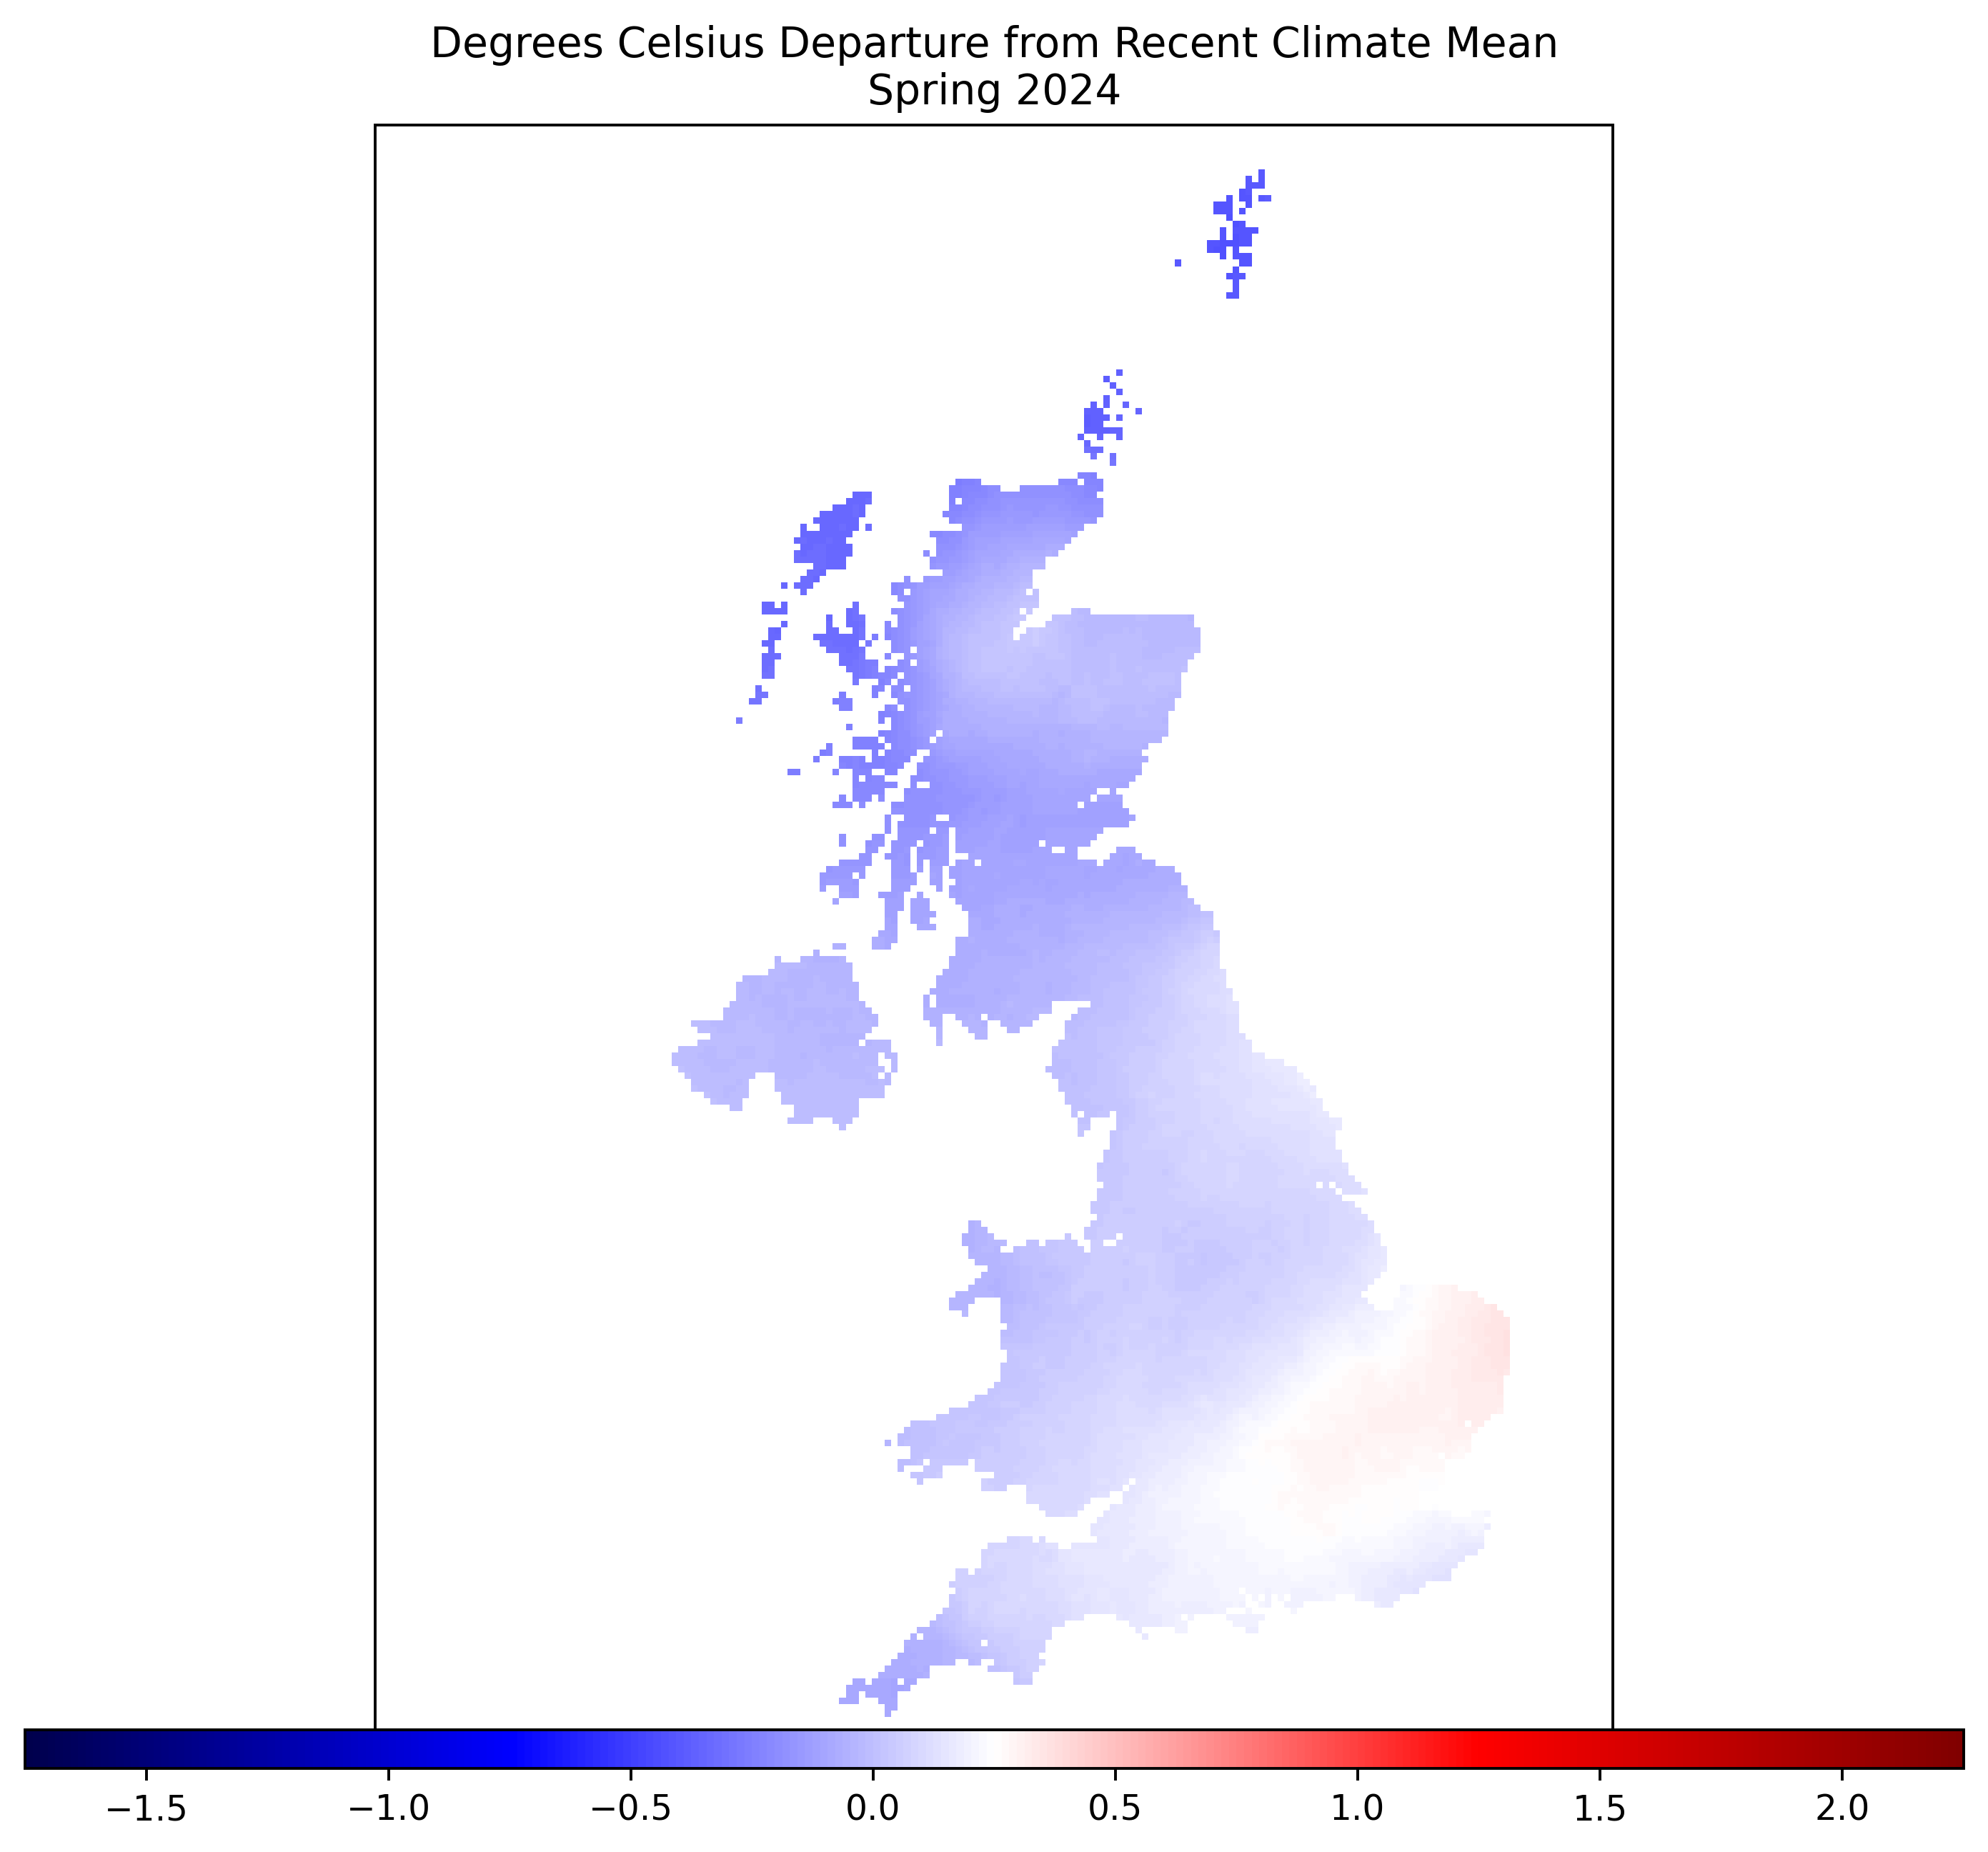 Degrees Celsius Departure from Recent Climate Mean
Spring 2024
−1.5 −1.0 −0.5 0.0 0.5 1.0 1.5 2.0